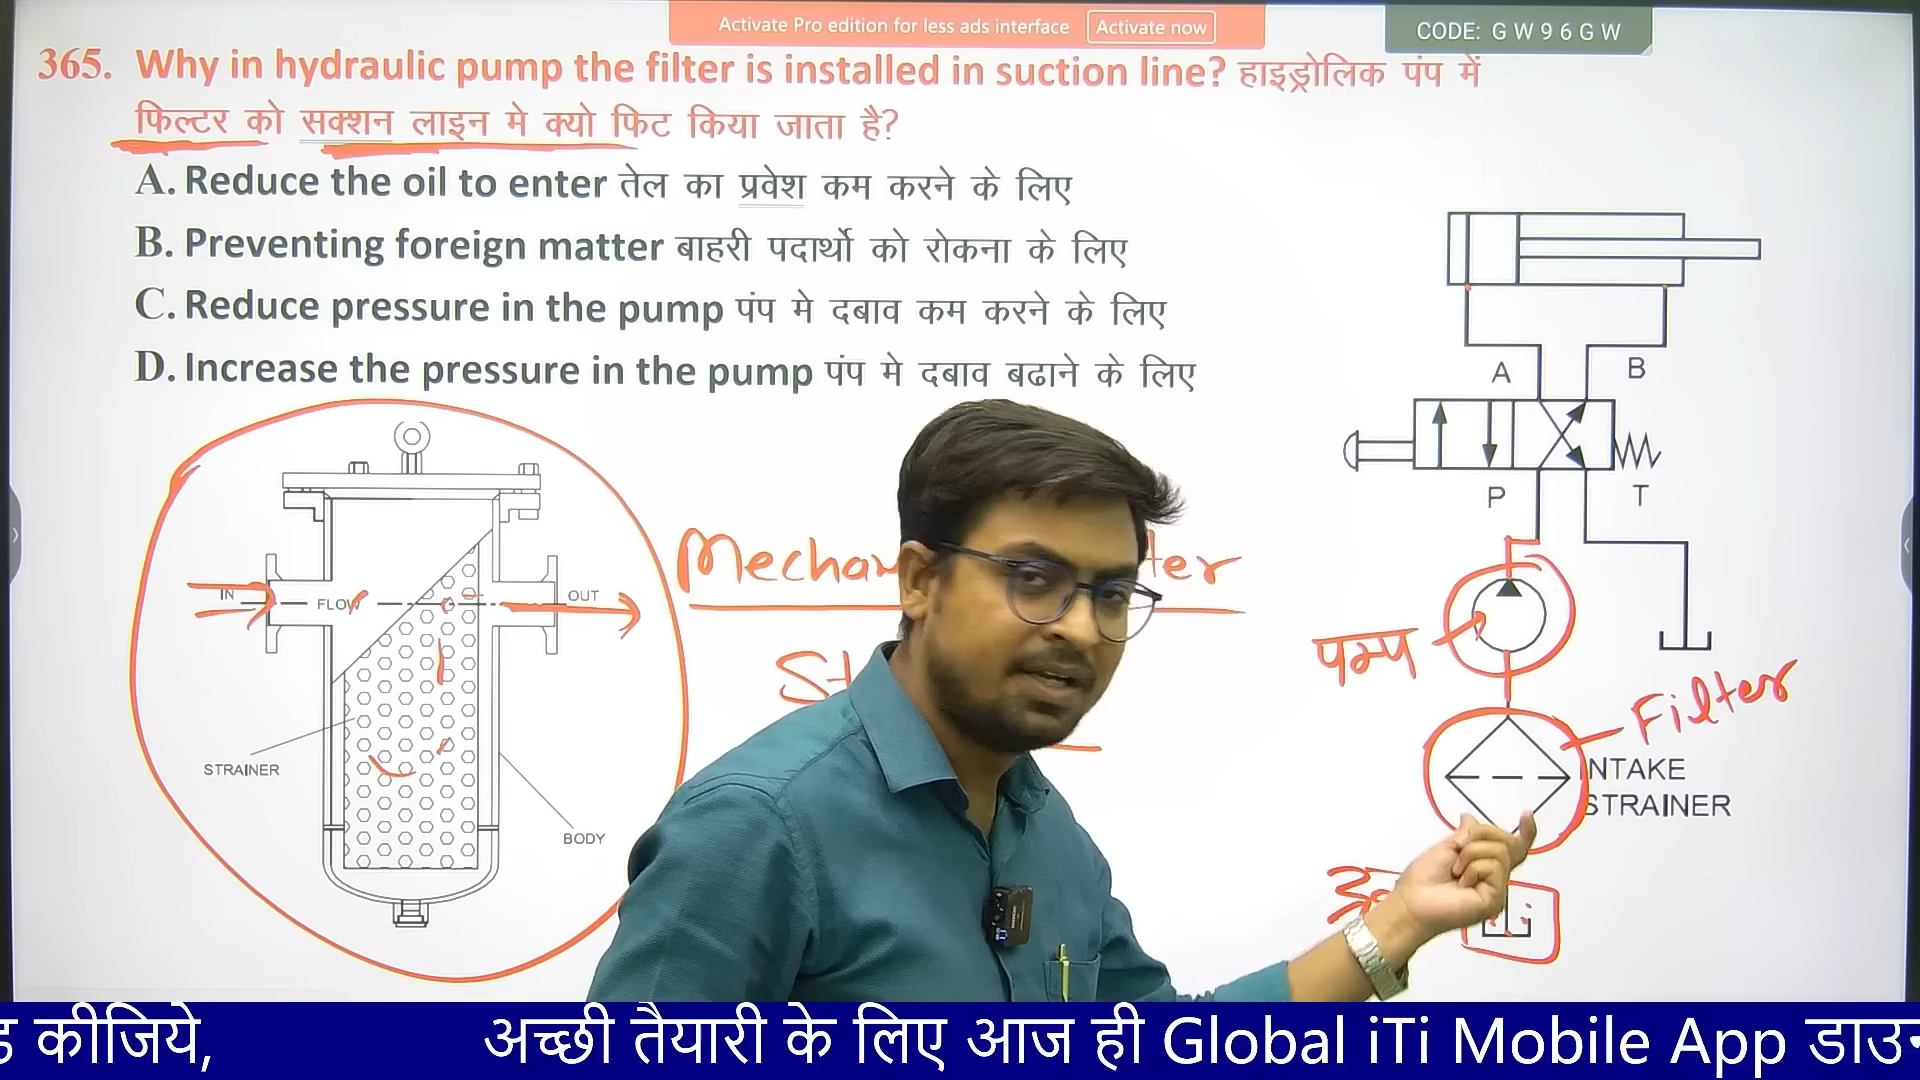 Activate Pro edition for less ads interface Activate now
CODE: G W 9 6 G W
365. Why in hydraulic pump the filter is installed in suction line? हाइड्रोलिक पंप में
फिल्टर को सक्शन लाइन मे क्यो फिट किया जाता है?
A. Reduce the oil to enter तेल का प्रवेश कम करने के लिए
B. Preventing foreign matter बाहरी पदार्थो को रोकना के लिए
C. Reduce pressure in the pump पंप मे दबाव कम करने के लिए
D. Increase the pressure in the pump पंप मे दबाव बढाने के लिए
A B
P T
IN FLOW OUT
पम्प
Filter
STRAINER
BODY
INTAKE
STRAINER
कीजिये, अच्छी तैयारी के लिए आज ही Global iTi Mobile App